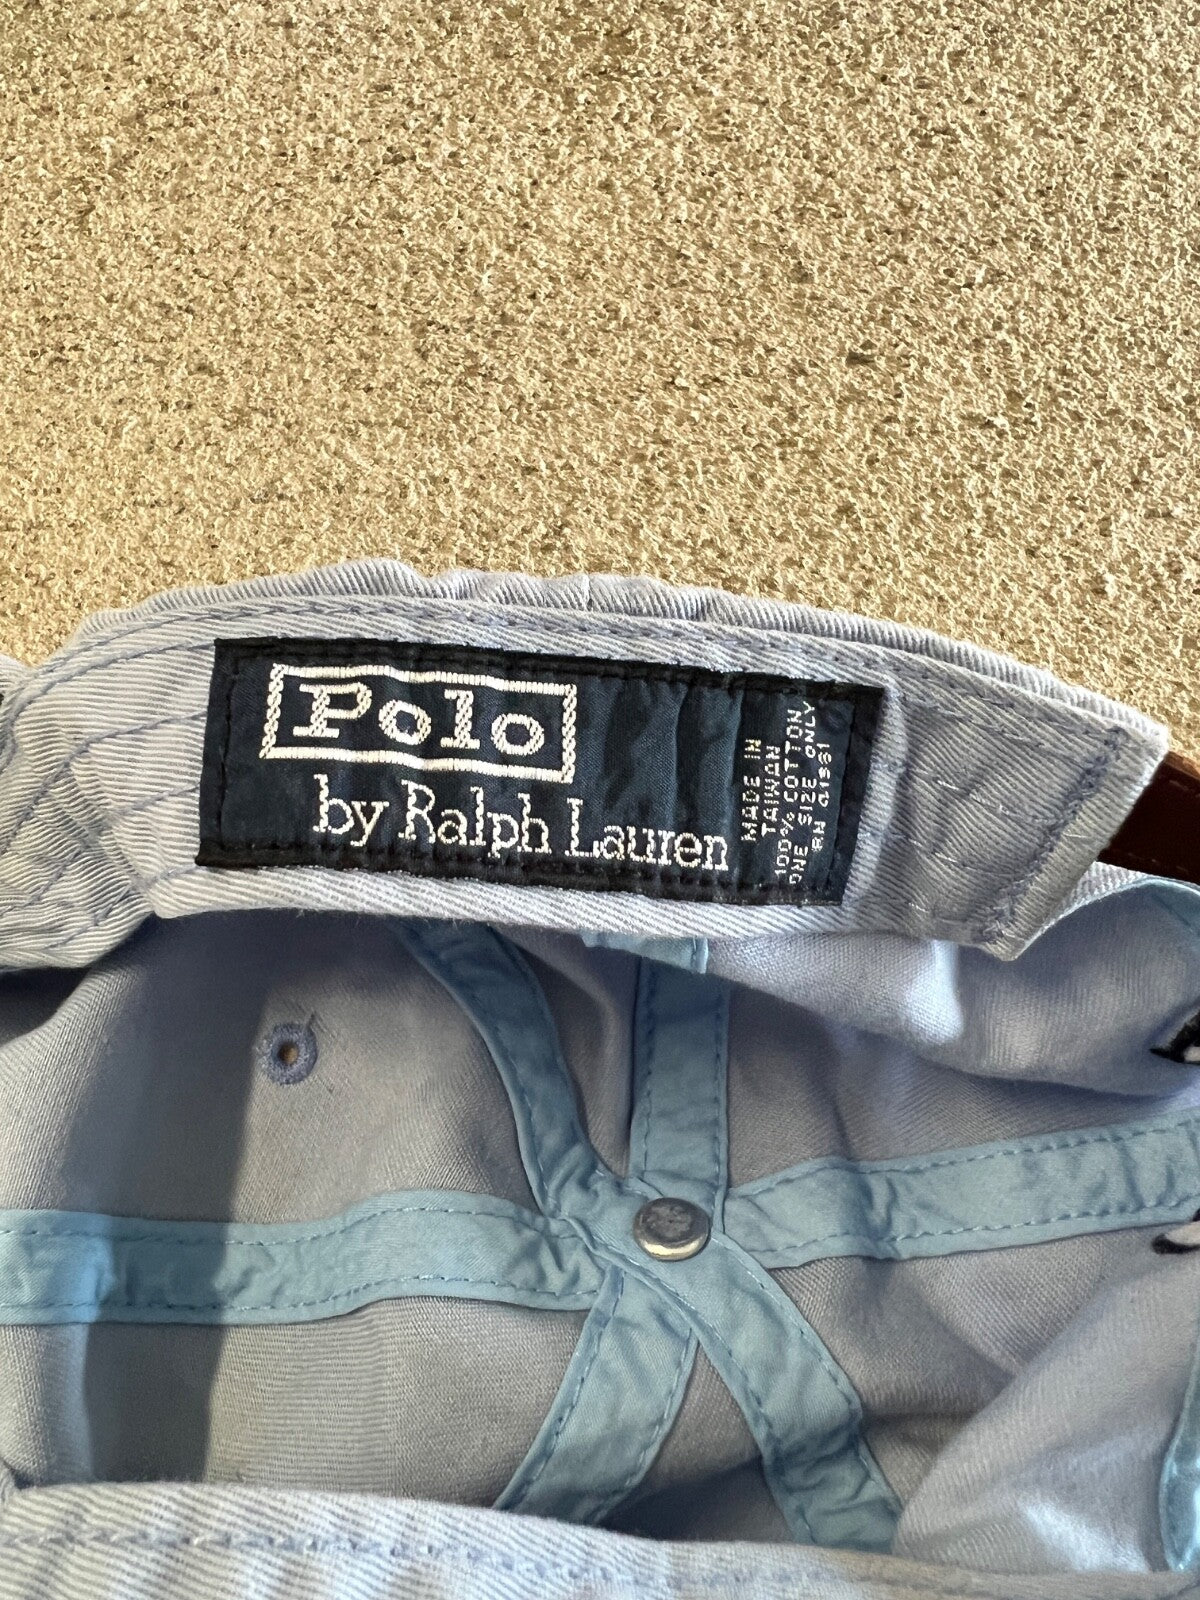 Polo
by Ralph Lauren
MADE IN
TAIWAN
100% COTTON
ONE SIZE ONLY
RN 41381